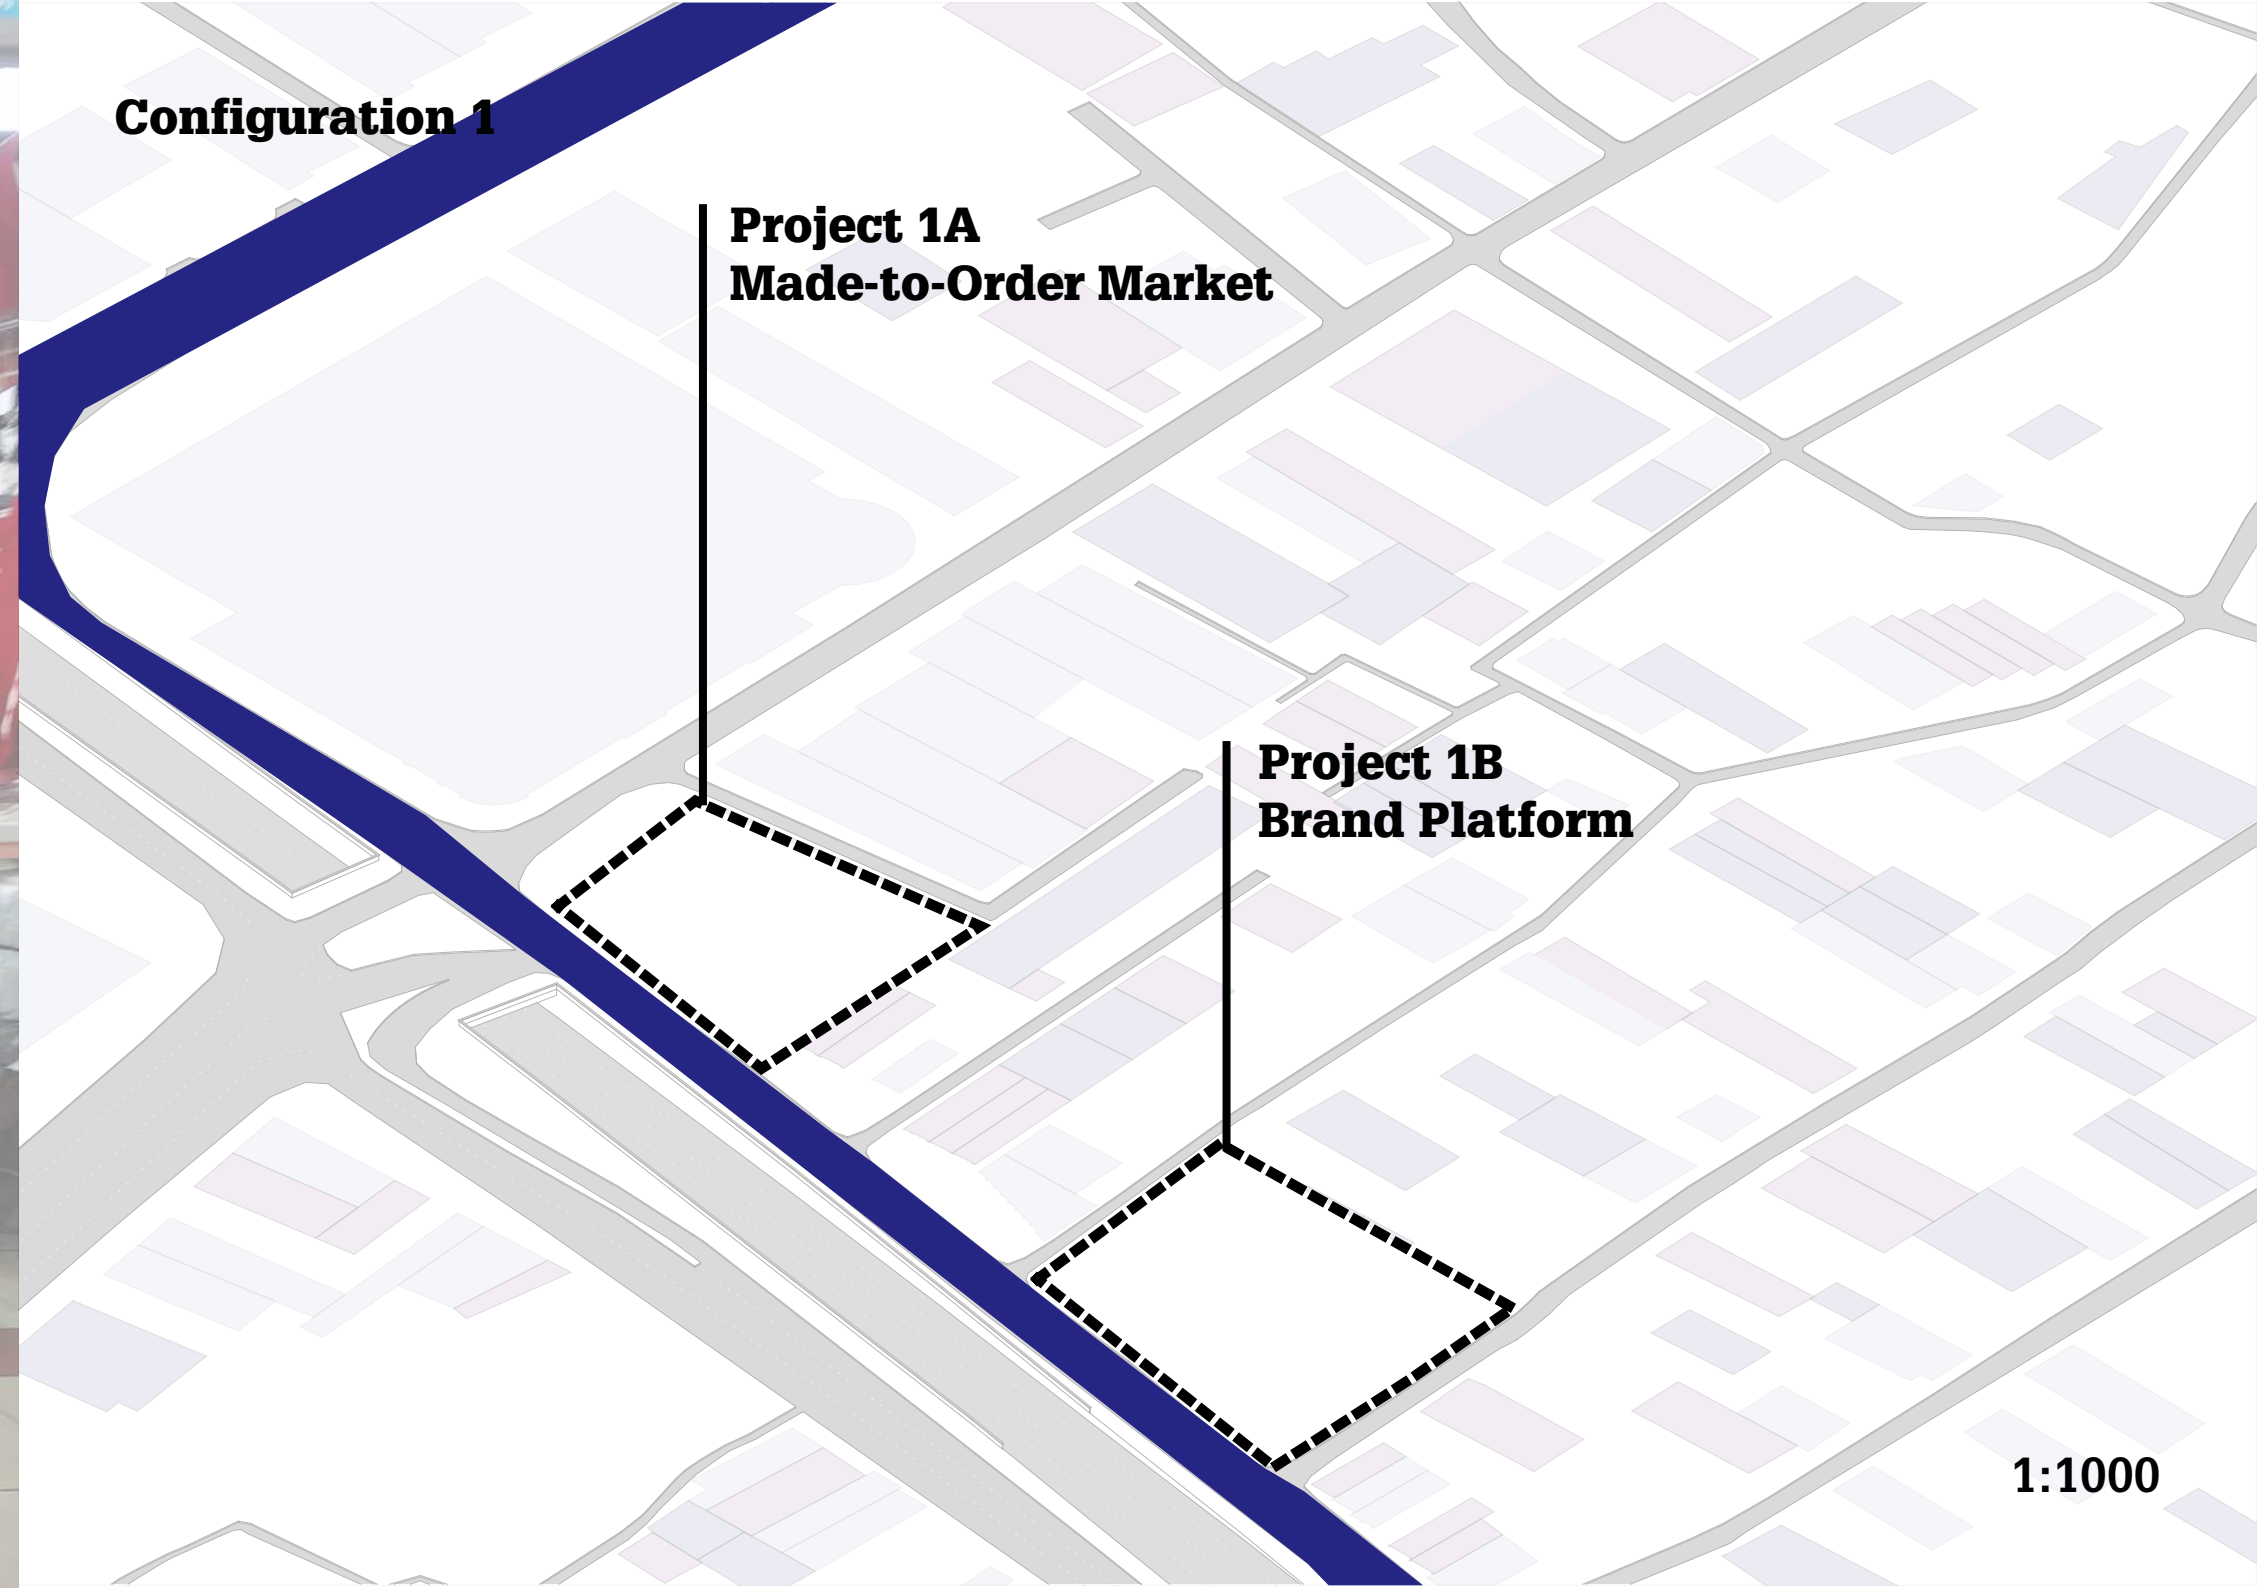 Configuration 1
Project 1A
Made-to-Order Market
Project 1B
Brand Platform
1:1000